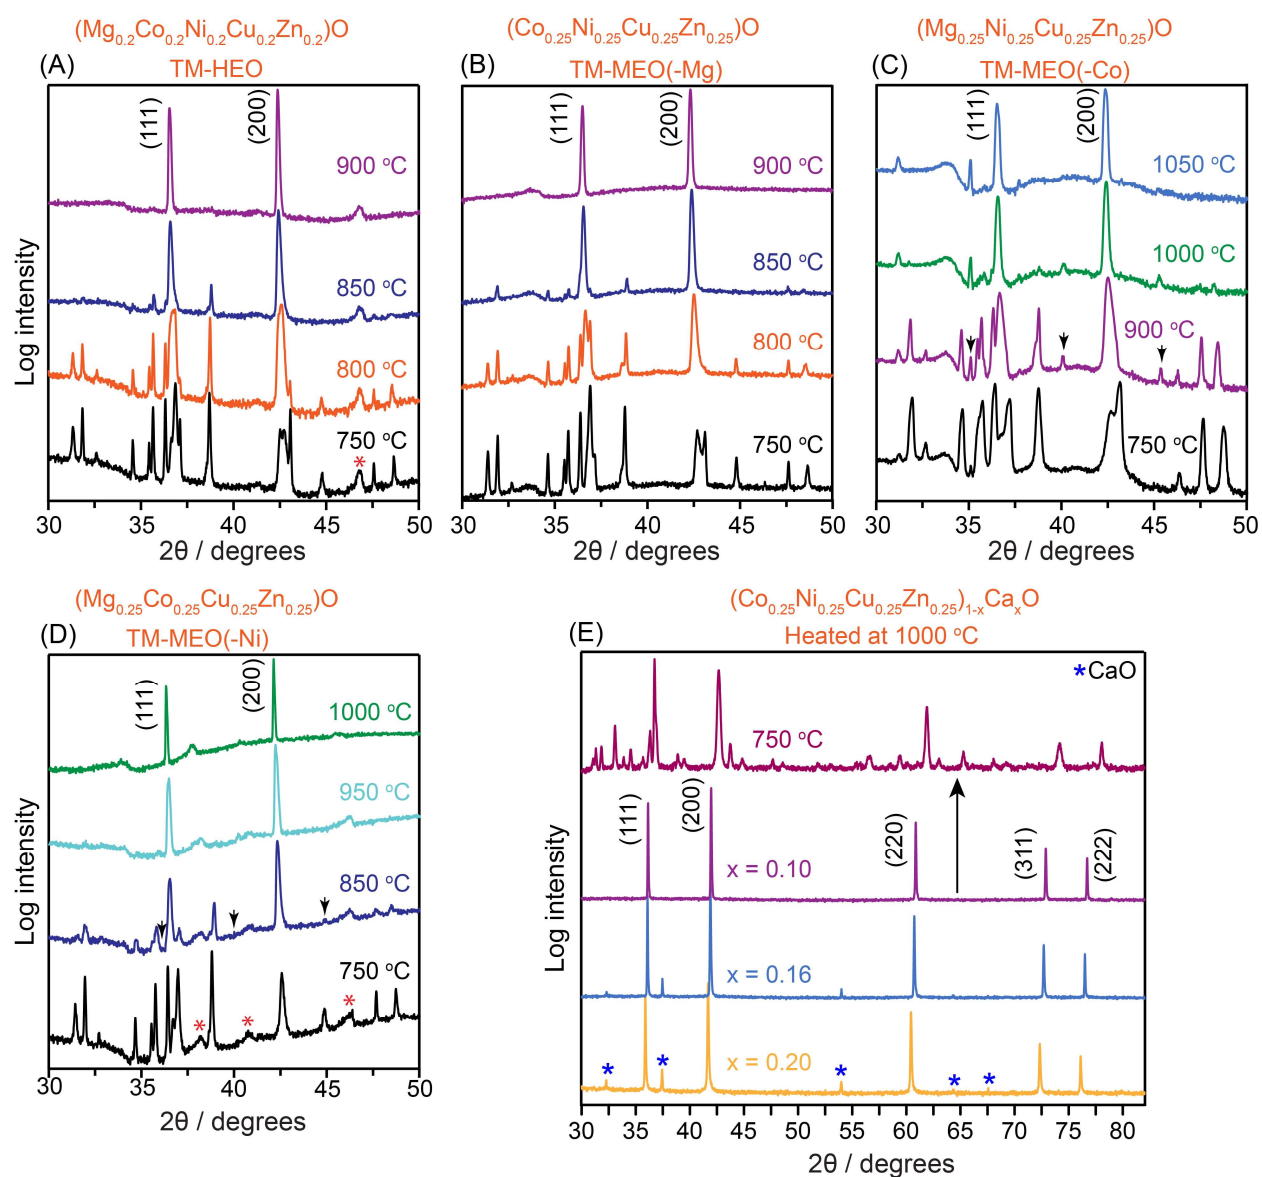 (Mg0.2Co0.2Ni0.2Cu0.2Zn0.2)O
(A) TM-HEO
(111)
(200)
900 °C
850 °C
800 °C
750 °C
*
Log intensity
30 35 40 45 50
2θ / degrees
(Co0.25Ni0.25Cu0.25Zn0.25)O
(B) TM-MEO(-Mg)
(111)
(200)
900 °C
850 °C
800 °C
750 °C
30 35 40 45 50
2θ / degrees
(Mg0.25Ni0.25Cu0.25Zn0.25)O
(C) TM-MEO(-Co)
(111)
(200)
1050 °C
1000 °C
900 °C
750 °C
30 35 40 45 50
2θ / degrees
(Mg0.25Co0.25Cu0.25Zn0.25)O
(D) TM-MEO(-Ni)
(111)
(200)
1000 °C
950 °C
850 °C
750 °C
* * *
Log intensity
30 35 40 45 50
2θ / degrees
(Co0.25Ni0.25Cu0.25Zn0.25)1-xCaxO
(E) Heated at 1000 °C
*CaO
750 °C
(111)
(200)
(220)
(311)
(222)
x = 0.10
x = 0.16
x = 0.20
* * * * *
Log intensity
30 35 40 45 50 55 60 65 70 75 80
2θ / degrees